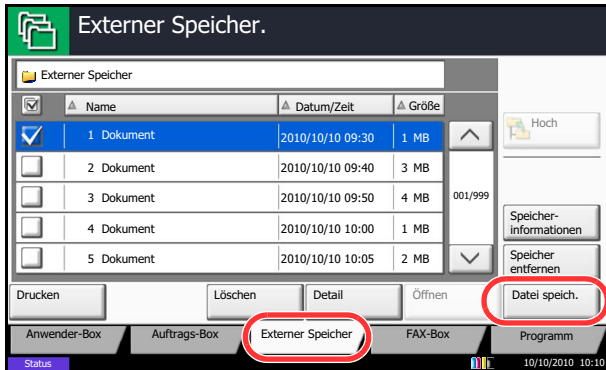 Externer Speicher.
Externer Speicher
Name Datum/Zeit Größe
1 Dokument 2010/10/10 09:30 1 MB
2 Dokument 2010/10/10 09:40 3 MB
3 Dokument 2010/10/10 09:50 4 MB
4 Dokument 2010/10/10 10:00 1 MB
5 Dokument 2010/10/10 10:05 2 MB
001/999
Hoch
Speicher-
informationen
Speicher
entfernen
Drucken Löschen Detail Öffnen Datei speich.
Anwender-Box Auftrags-Box Externer Speicher FAX-Box Programm
Status 10/10/2010 10:10